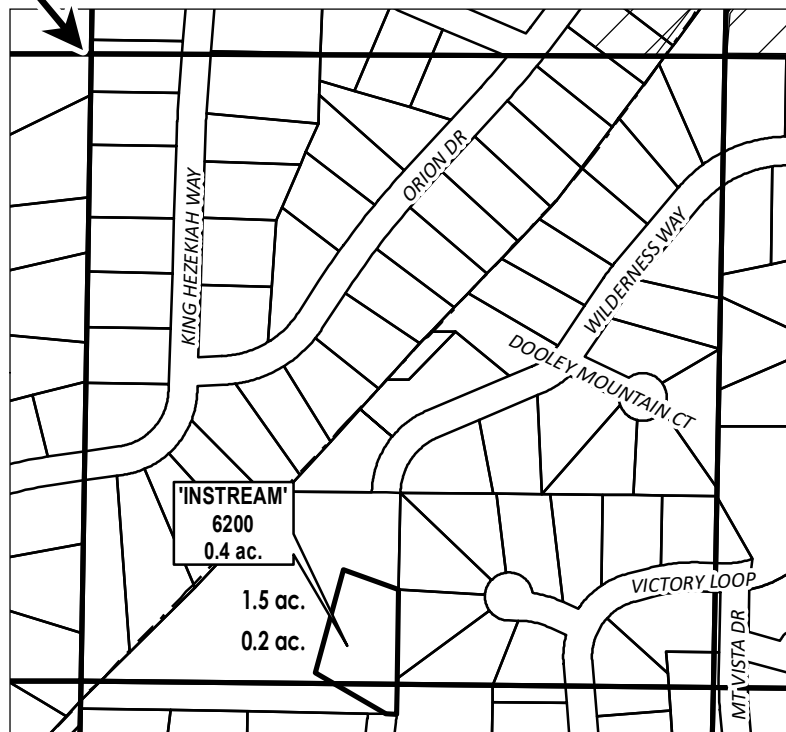 ORION DR
KING HEZEKIAH WAY
WILDERNESS WAY
DOOLEY MOUNTAIN CT
'INSTREAM'
6200
0.4 ac.
1.5 ac.
0.2 ac.
VICTORY LOOP
MT VISTA DR